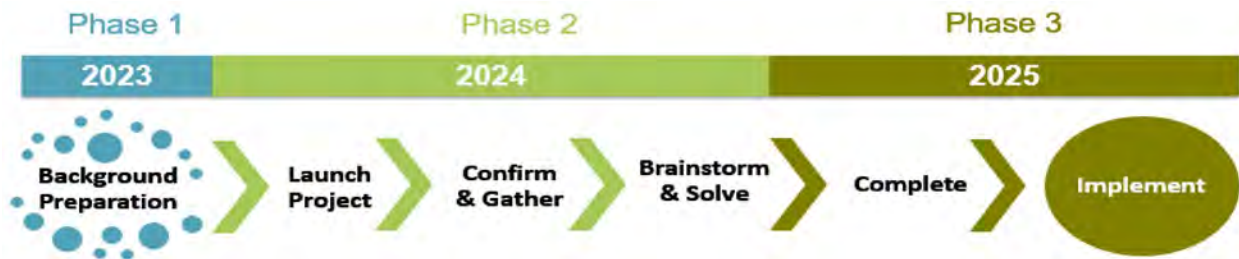 Phase 1
Phase 2
Phase 3
2023
2024
2025
Background
Preparation
Launch
Project
Confirm
& Gather
Brainstorm
& Solve
Complete
Implement